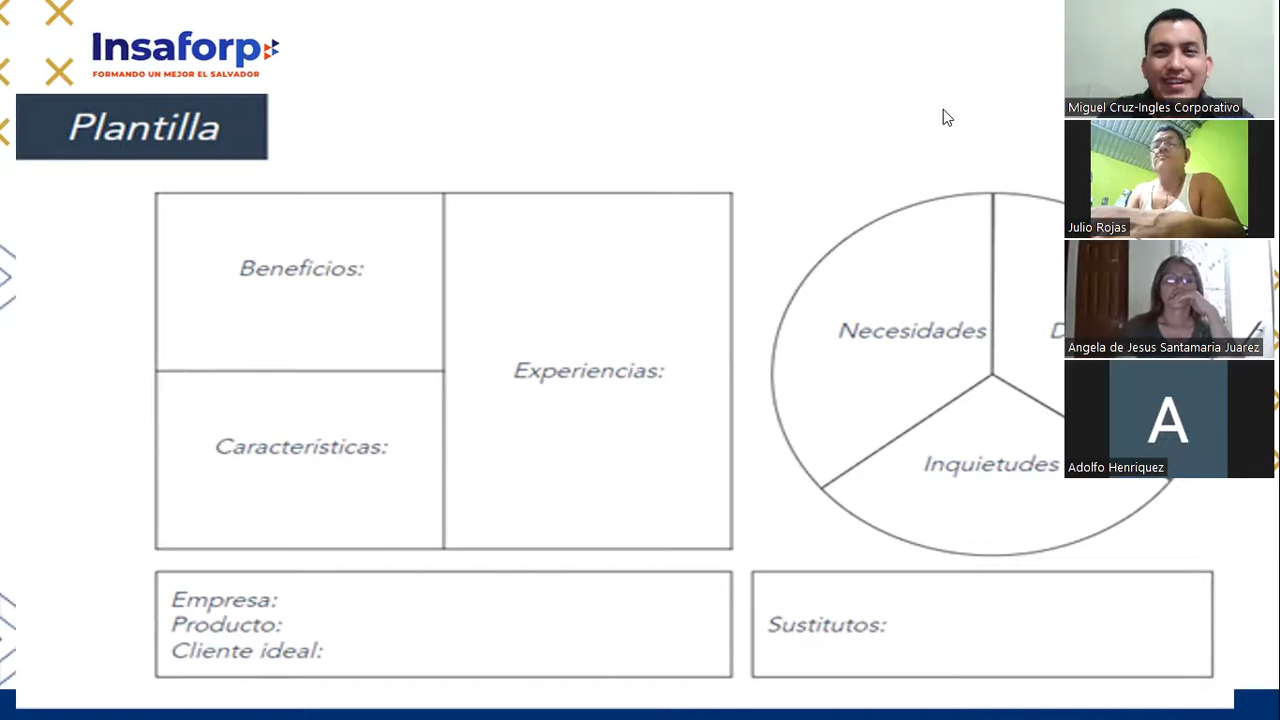 Insaforp
FORMANDO UN MEJOR EL SALVADOR
Plantilla
Beneficios:
Experiencias:
Características:
Necesidades
D
Inquietudes
Empresa:
Producto:
Cliente ideal:
Sustitutos:
Miguel Cruz-Ingles Corporativo
Julio Rojas
Angela de Jesus Santamaria Juarez
A
Adolfo Henriquez